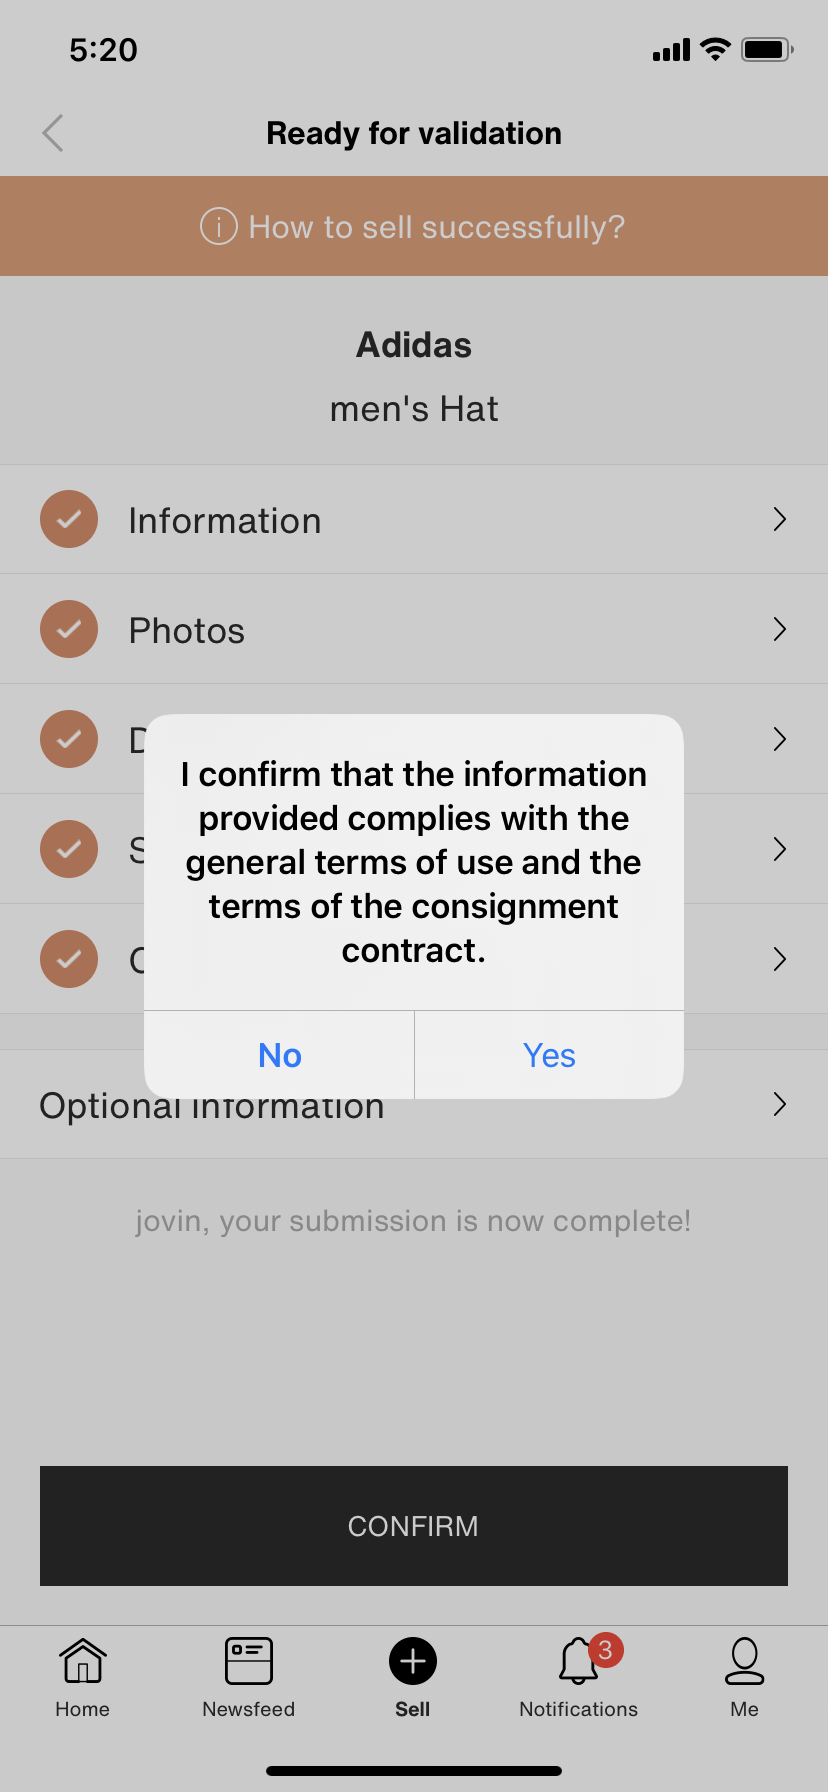 5:20
Ready for validation
How to sell successfully?
Adidas
men's Hat
Information
Photos
I confirm that the information
provided complies with the
general terms of use and the
terms of the consignment
contract.
No
Yes
Optional information
jovin, your submission is now complete!
CONFIRM
3
Home
Newsfeed
Sell
Notifications
Me